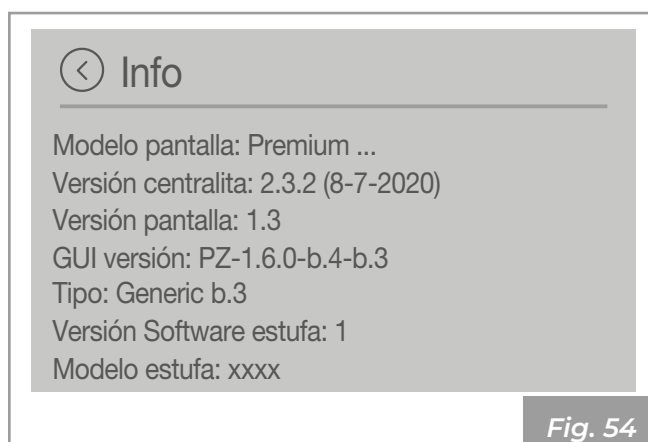 Info
Modelo pantalla: Premium ...
Versión centralita: 2.3.2 (8-7-2020)
Versión pantalla: 1.3
GUI versión: PZ-1.6.0-b.4-b.3
Tipo: Generic b.3
Versión Software estufa: 1
Modelo estufa: xxxx
Fig. 54